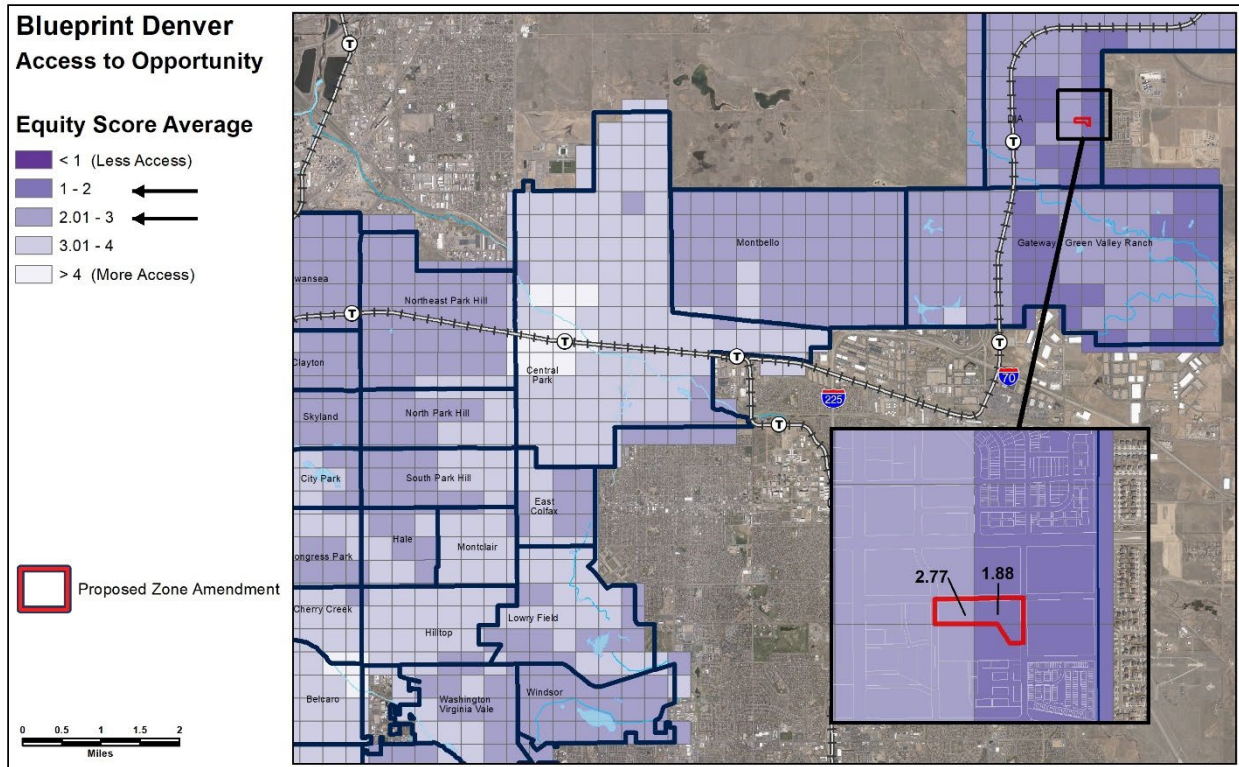 Blueprint Denver
Access to Opportunity
Equity Score Average
< 1 (Less Access)
1 - 2
2.01 - 3
3.01 - 4
> 4 (More Access)
Proposed Zone Amendment
0 0.5 1 1.5 2
Miles
T
DIA
T
Montbello
Gateway Green Valley Ranch
wansea
Northeast Park Hill
T
T
T
T
Clayton
Central
Park
70
225
Skyland
North Park Hill
T
City Park
South Park Hill
East
Colfax
ongress Park
Hale
Montclair
2.77
1.88
Cherry Creek
Hilltop
Lowry Field
Belcaro
Washington
Virginia Vale
Windsor